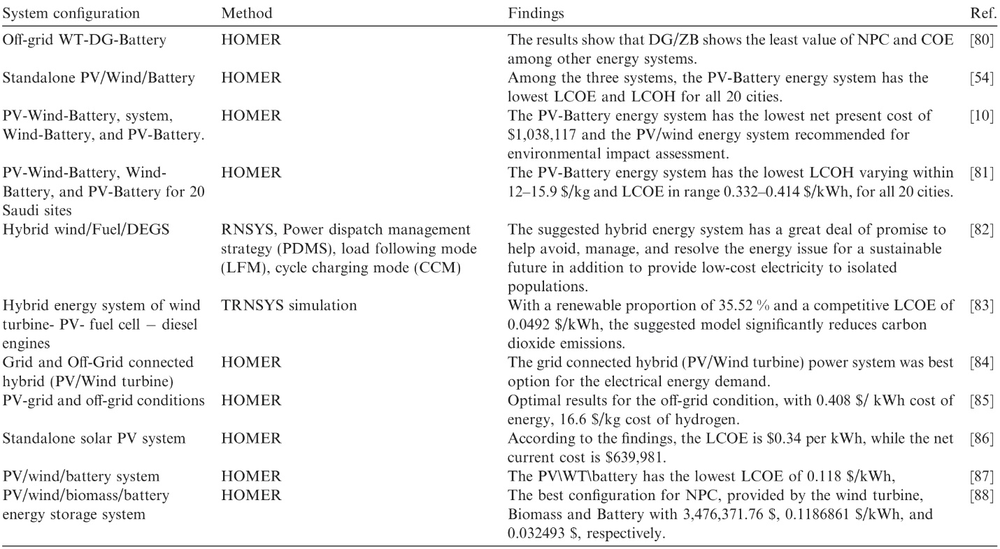 System configuration Method Findings Ref.
Off-grid WT-DG-Battery HOMER The results show that DG/ZB shows the least value of NPC and COE [80]
among other energy systems.
Standalone PV/Wind/Battery HOMER Among the three systems, the PV-Battery energy system has the [54]
lowest LCOE and LCOH for all 20 cities.
PV-Wind-Battery, system, HOMER The PV-Battery energy system has the lowest net present cost of [10]
Wind-Battery, and PV-Battery. $1,038,117 and the PV/wind energy system recommended for
environmental impact assessment.
PV-Wind-Battery, Wind- HOMER The PV-Battery energy system has the lowest LCOH varying within [81]
Battery, and PV-Battery for 20 12–15.9 $/kg and LCOE in range 0.332–0.414 $/kWh, for all 20 cities.
Saudi sites
Hybrid wind/Fuel/DEGS RNSYS, Power dispatch management The suggested hybrid energy system has a great deal of promise to [82]
strategy (PDMS), load following mode help avoid, manage, and resolve the energy issue for a sustainable
(LFM), cycle charging mode (CCM) future in addition to provide low-cost electricity to isolated
populations.
Hybrid energy system of wind TRNSYS simulation With a renewable proportion of 35.52 % and a competitive LCOE of [83]
turbine- PV- fuel cell – diesel 0.0492 $/kWh, the suggested model significantly reduces carbon
engines dioxide emissions.
Grid and Off-Grid connected HOMER The grid connected hybrid (PV/Wind turbine) power system was best [84]
hybrid (PV/Wind turbine) option for the electrical energy demand.
PV-grid and off-grid conditions HOMER Optimal results for the off-grid condition, with 0.408 $/ kWh cost of [85]
energy, 16.6 $/kg cost of hydrogen.
Standalone solar PV system HOMER According to the findings, the LCOE is $0.34 per kWh, while the net [86]
current cost is $639,981.
PV/wind/battery system HOMER The PV\WT\battery has the lowest LCOE of 0.118 $/kWh, [87]
PV/wind/biomass/battery HOMER The best configuration for NPC, provided by the wind turbine, [88]
energy storage system Biomass and Battery with 3,476,371.76 $, 0.1186861 $/kWh, and
0.032493 $, respectively.